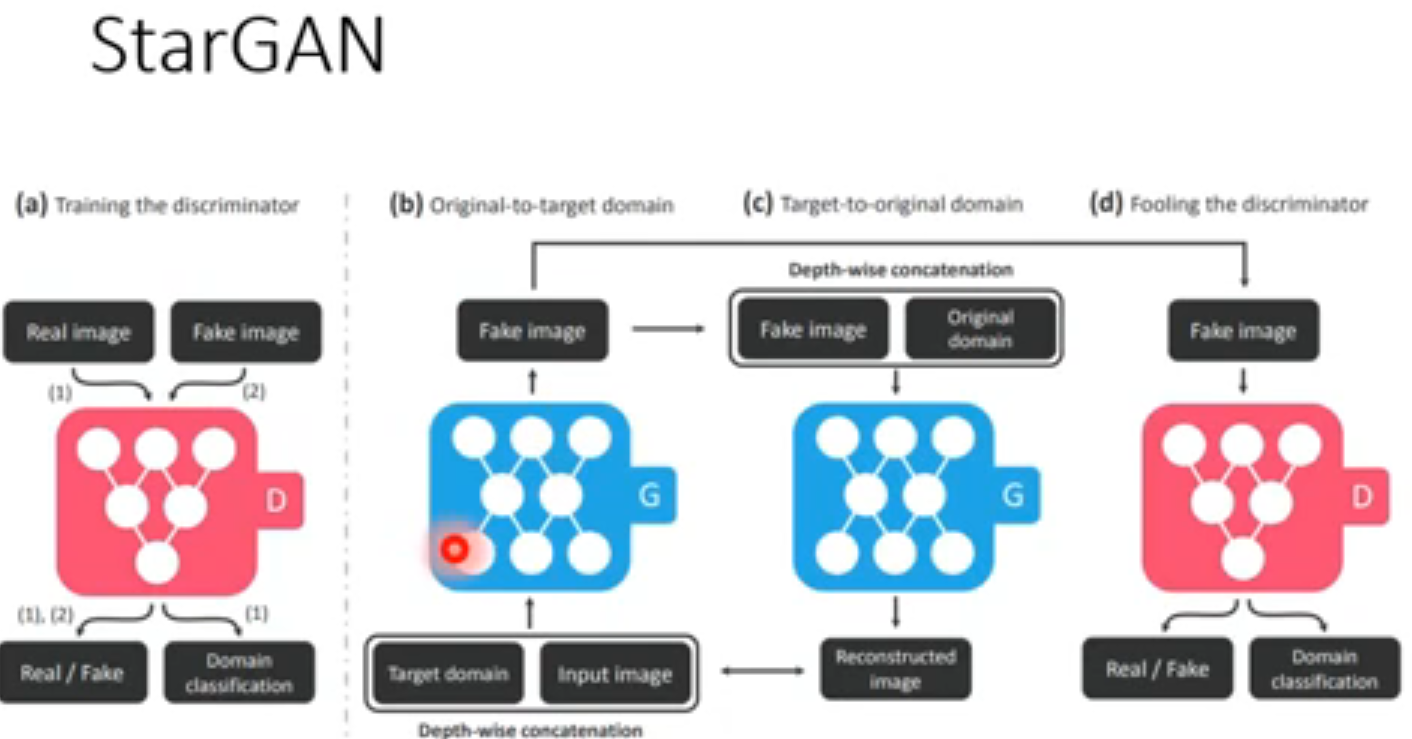 StarGAN
(a) Training the discriminator
(b) Original-to-target domain
(c) Target-to-original domain
(d) Fooling the discriminator
Depth-wise concatenation
Real image
Fake image
Fake image
Fake image
Original
domain
Fake image
(1)
(2)
D
G
G
D
(1), (2)
(1)
Real / Fake
Domain
classification
Target domain
Input image
Reconstructed
image
Real / Fake
Domain
classification
Depth-wise concatenation